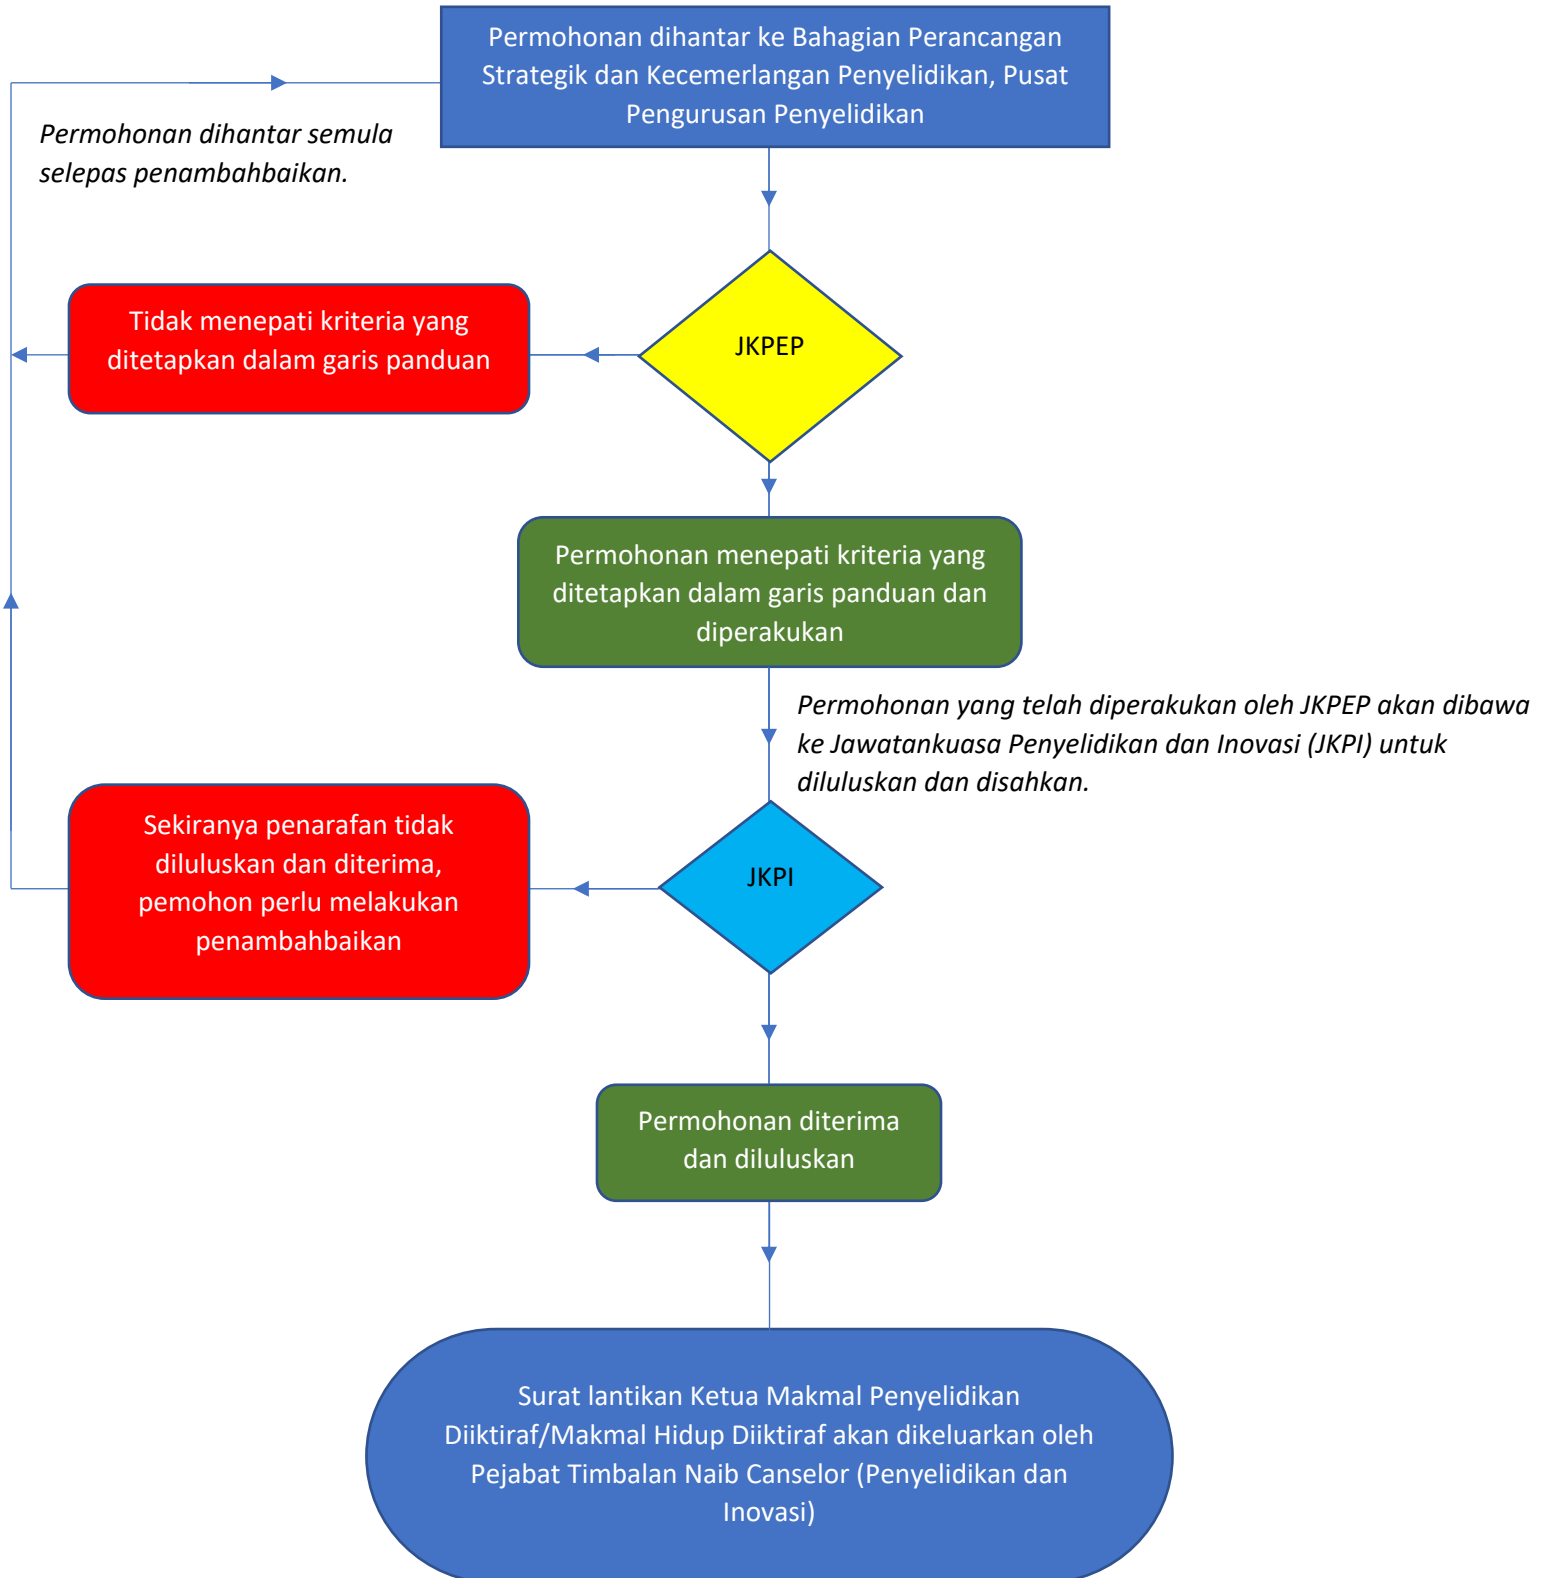 Permohonan dihantar ke Bahagian Perancangan
Strategik dan Kecemerlangan Penyelidikan, Pusat
Pengurusan Penyelidikan
Permohonan dihantar semula
selepas penambahbaikan.
Tidak menepati kriteria yang
ditetapkan dalam garis panduan
JKPEP
Permohonan menepati kriteria yang
ditetapkan dalam garis panduan dan
diperakukan
Permohonan yang telah diperakukan oleh JKPEP akan dibawa
ke Jawatankuasa Penyelidikan dan Inovasi (JKPI) untuk
diluluskan dan disahkan.
Sekiranya penarafan tidak
diluluskan dan diterima,
pemohon perlu melakukan
penambahbaikan
JKPI
Permohonan diterima
dan diluluskan
Surat lantikan Ketua Makmal Penyelidikan
Diiktiraf/Makmal Hidup Diiktiraf akan dikeluarkan oleh
Pejabat Timbalan Naib Canselor (Penyelidikan dan
Inovasi)